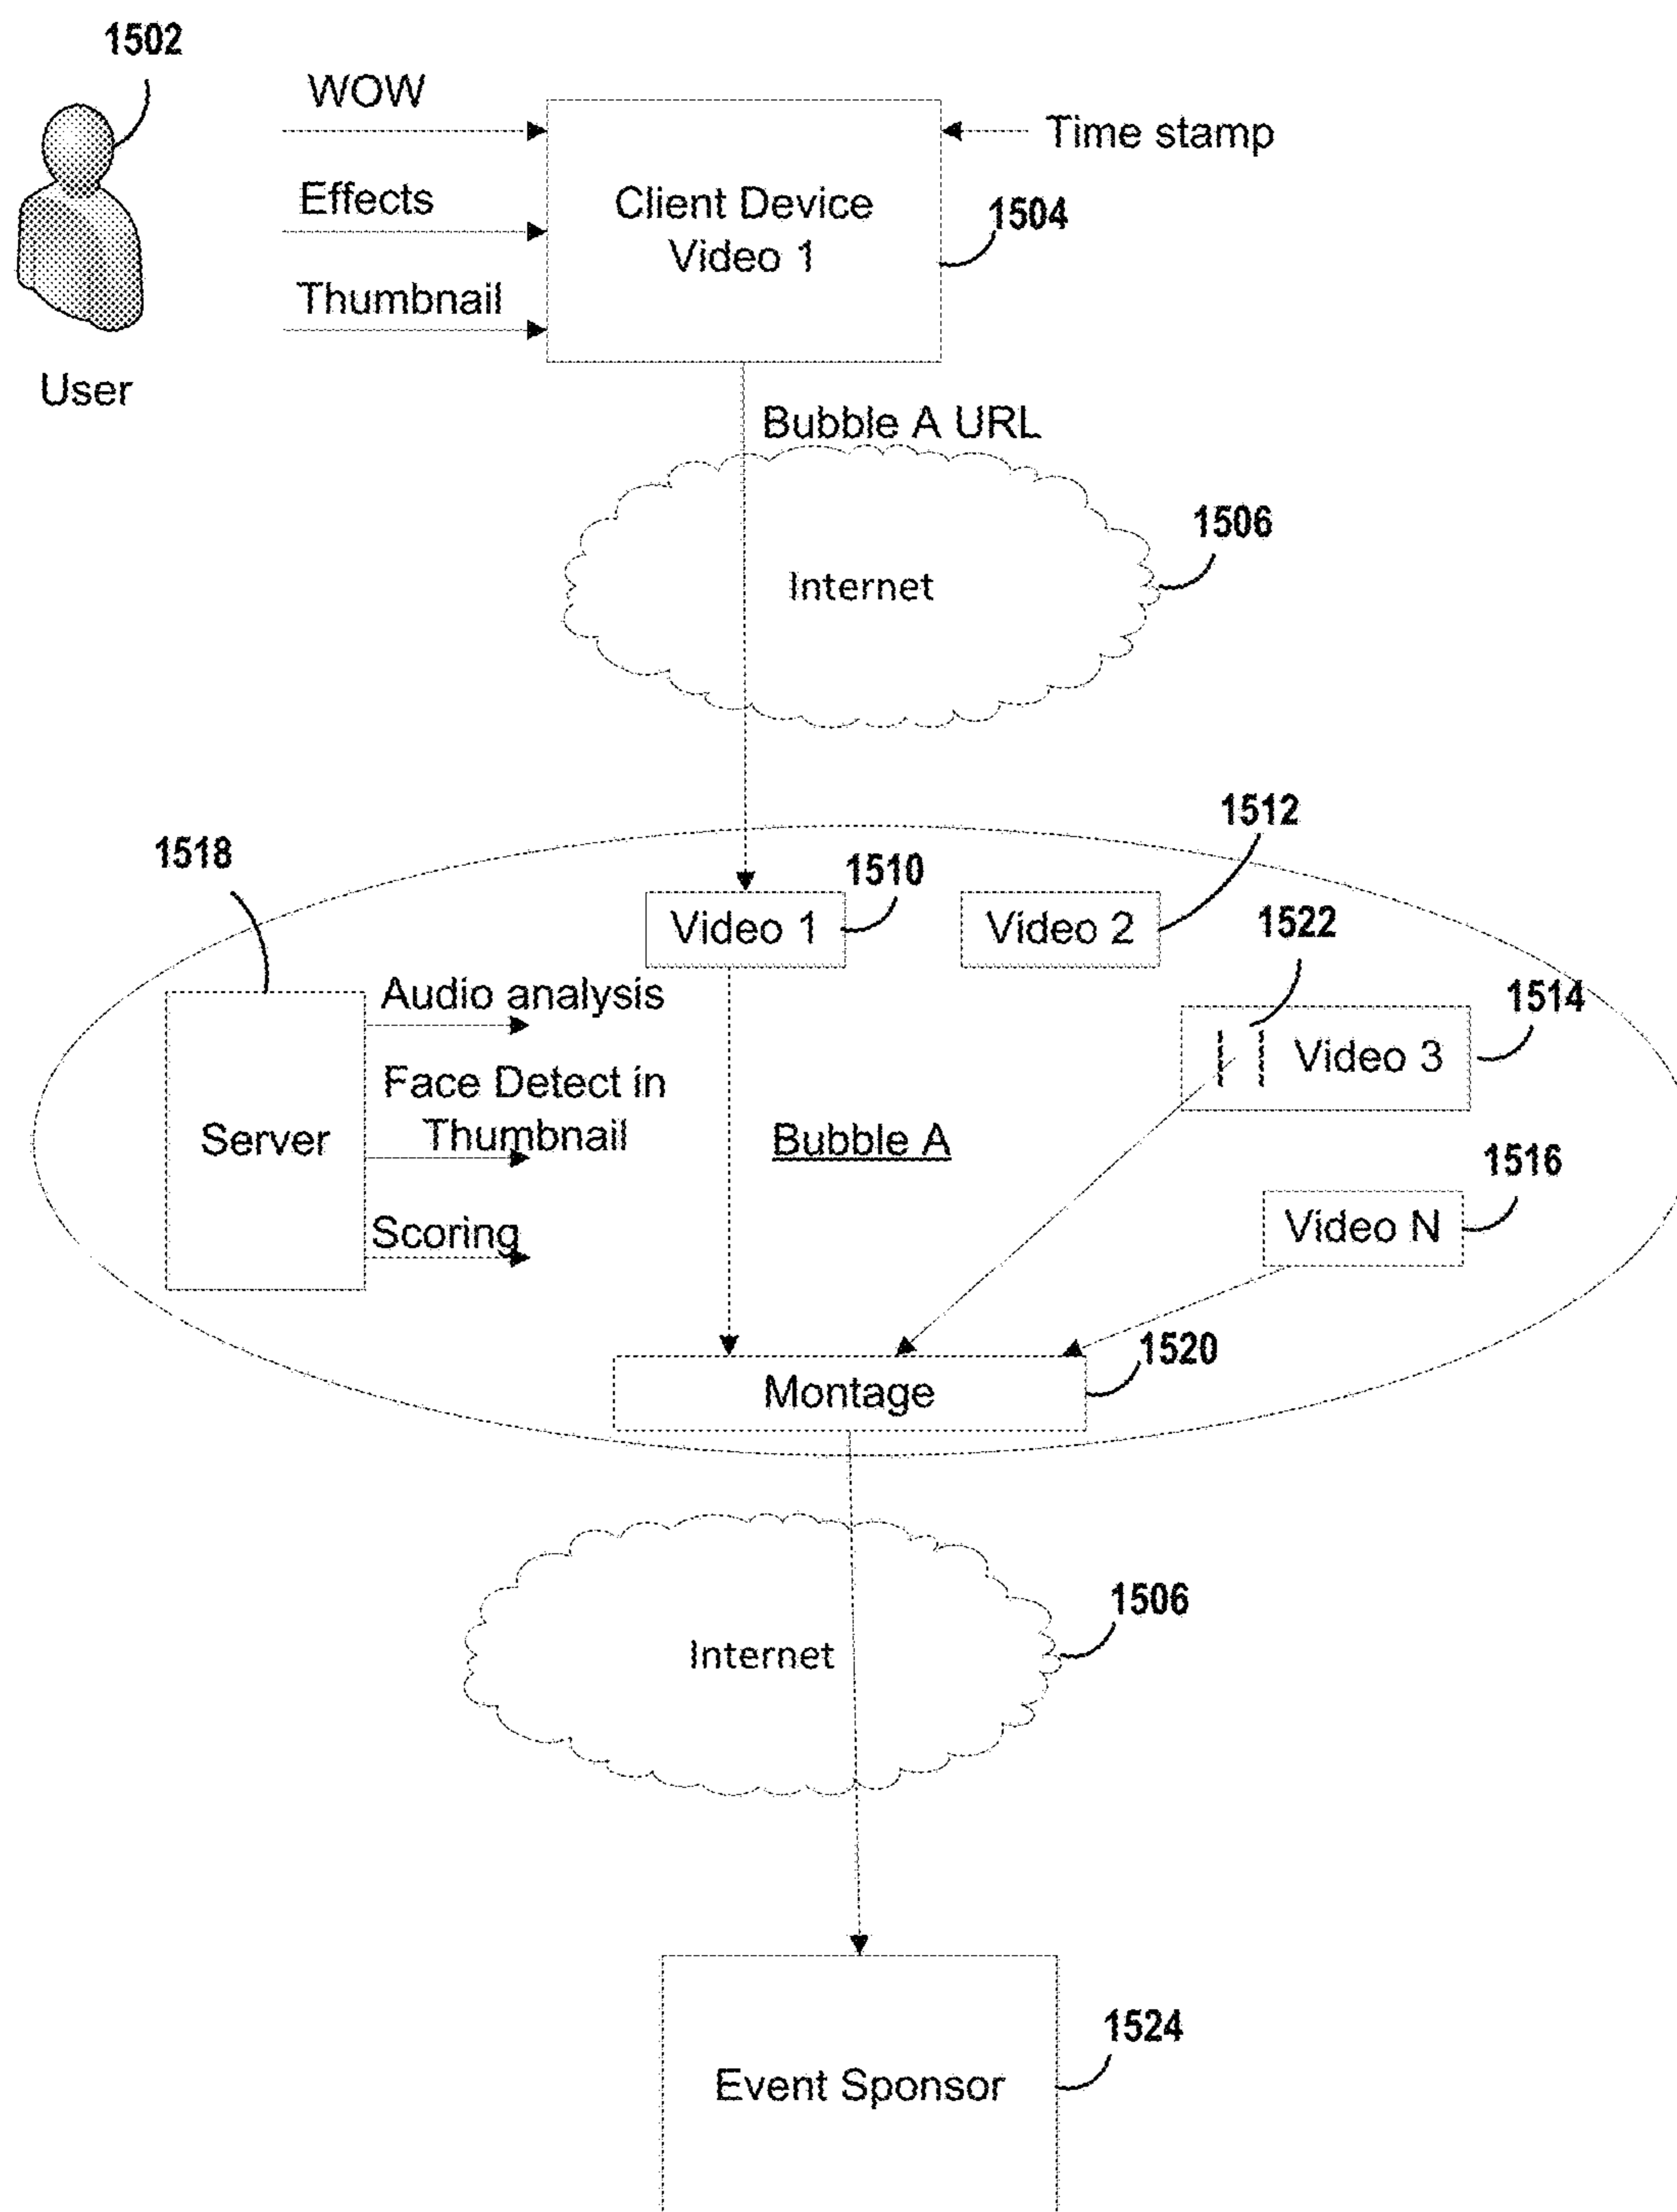 1502
WOW
Time stamp
Effects
Client Device
Video 1
1504
Thumbnail
User
Bubble A URL
1506
Internet
1512
1518
1510
Video 1
Video 2
1522
Audio analysis
1514
Video 3
Face Detect in
Thumbnail
Server
Bubble A
1516
Video N
Scoring
1520
Montage
1506
Internet
1524
Event Sponsor